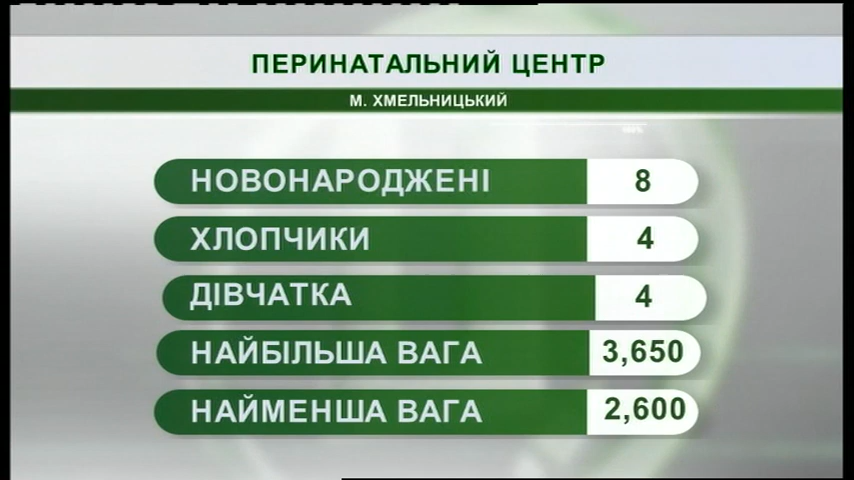 ПЕРИНАТАЛЬНИЙ ЦЕНТР
М. ХМЕЛЬНИЦЬКИЙ
НОВОНАРОДЖЕНІ 8
ХЛОПЧИКИ 4
ДІВЧАТКА 4
НАЙБІЛЬША ВАГА 3,650
НАЙМЕНША ВАГА 2,600